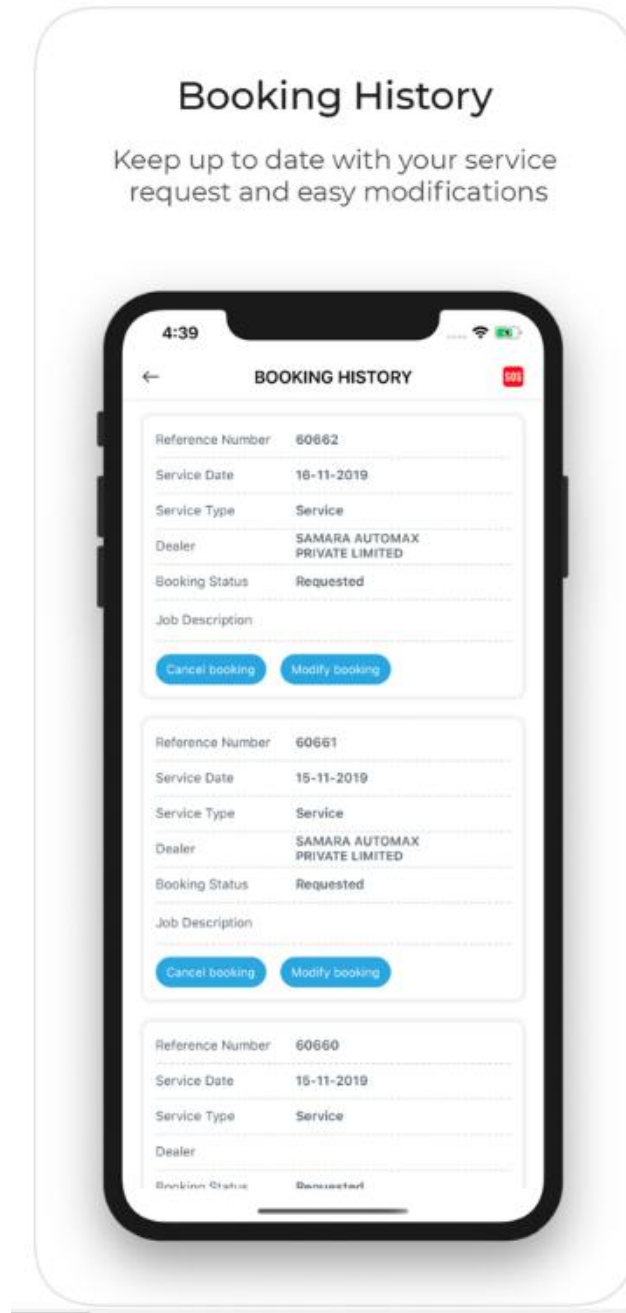 Booking History
Keep up to date with your service
request and easy modifications
4:39
BOOKING HISTORY
SOS
Reference Number 60662
Service Date 16-11-2019
Service Type Service
Dealer SAMARA AUTOMAX
PRIVATE LIMITED
Booking Status Requested
Job Description
Cancel booking Modify booking
Reference Number 60661
Service Date 15-11-2019
Service Type Service
Dealer SAMARA AUTOMAX
PRIVATE LIMITED
Booking Status Requested
Job Description
Cancel booking Modify booking
Reference Number 60660
Service Date 15-11-2019
Service Type Service
Dealer
Booking Status Requested